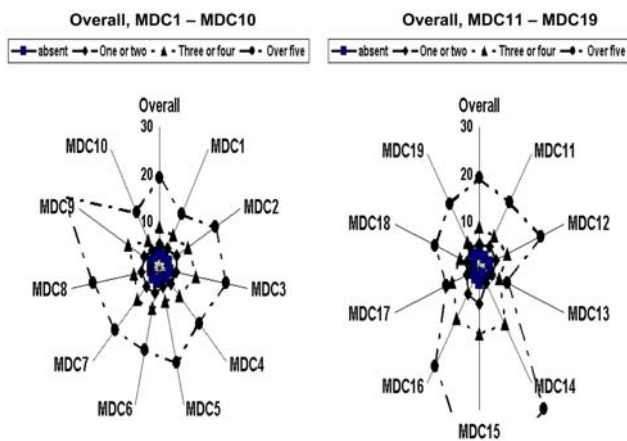 Overall, MDC1 – MDC10
absent One or two Three or four Over five
Overall
30
20
10
MDC1
MDC2
MDC3
MDC4
MDC5
MDC6
MDC7
MDC8
MDC9
MDC10
Overall, MDC11 – MDC19
absent One or two Three or four Over five
Overall
30
20
10
MDC11
MDC12
MDC13
MDC14
MDC15
MDC16
MDC17
MDC18
MDC19